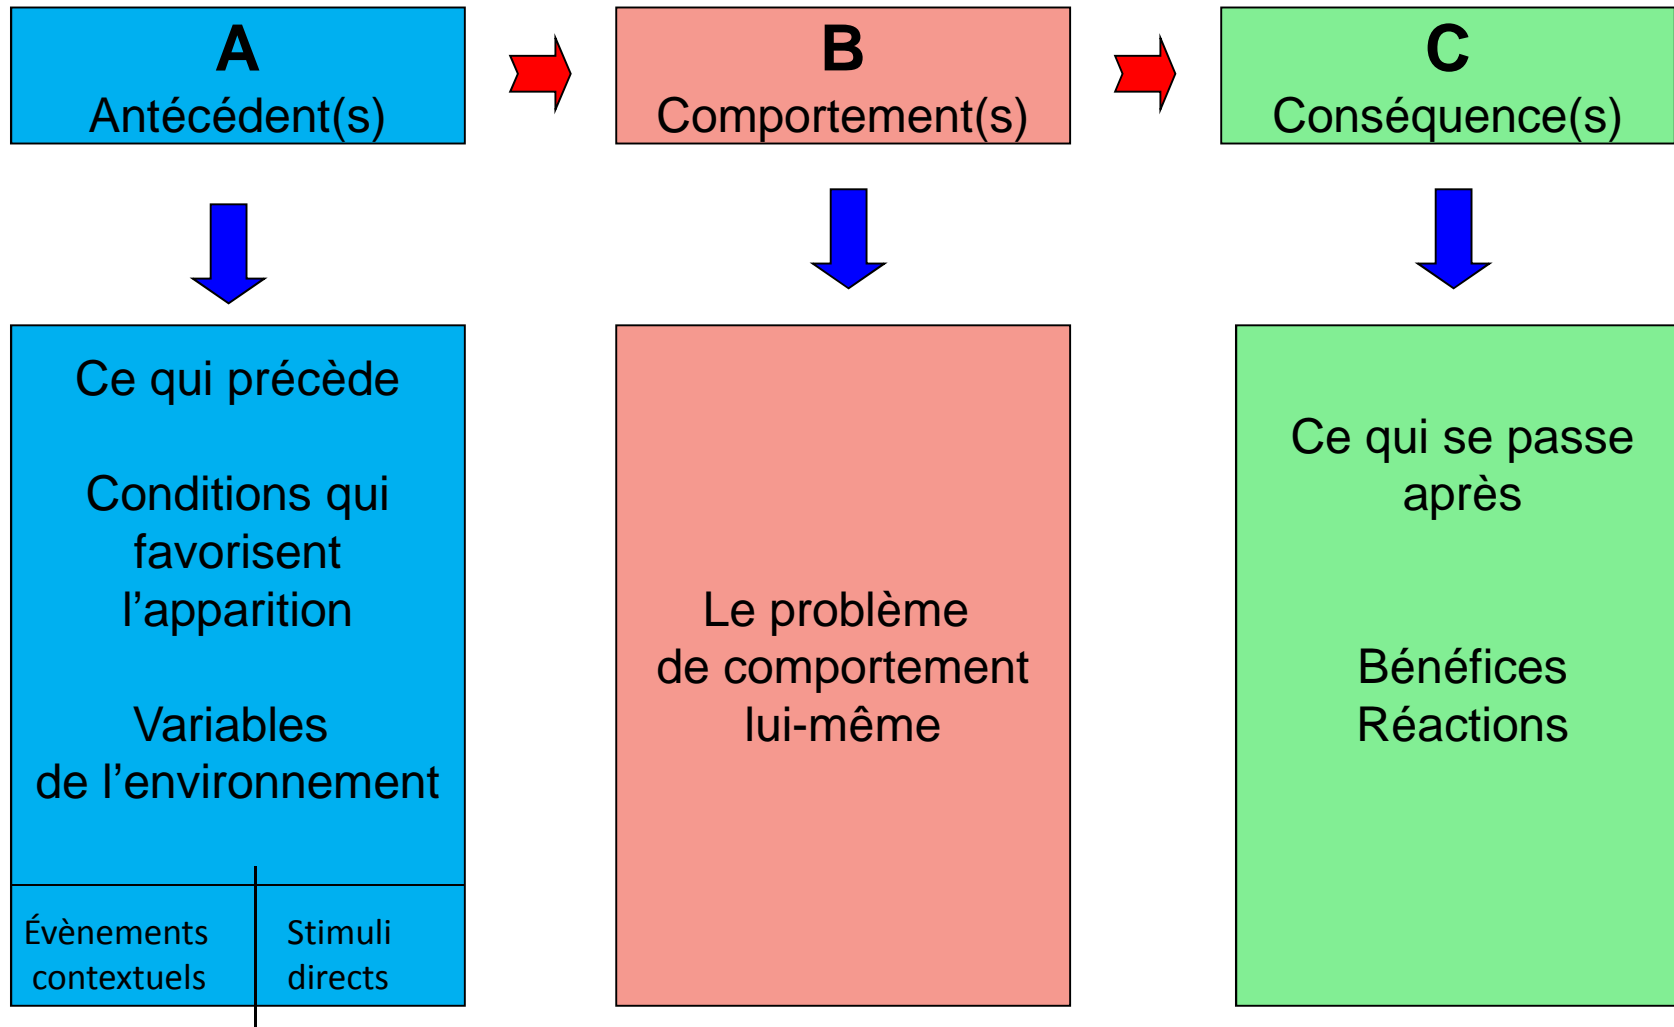 A
Antécédent(s)
B
Comportement(s)
C
Conséquence(s)
Ce qui précède
Conditions qui
favorisent
l’apparition
Variables
de l’environnement
Évènements
contextuels
Stimuli
directs
Le problème
de comportement
lui-même
Ce qui se passe
après
Bénéfices
Réactions